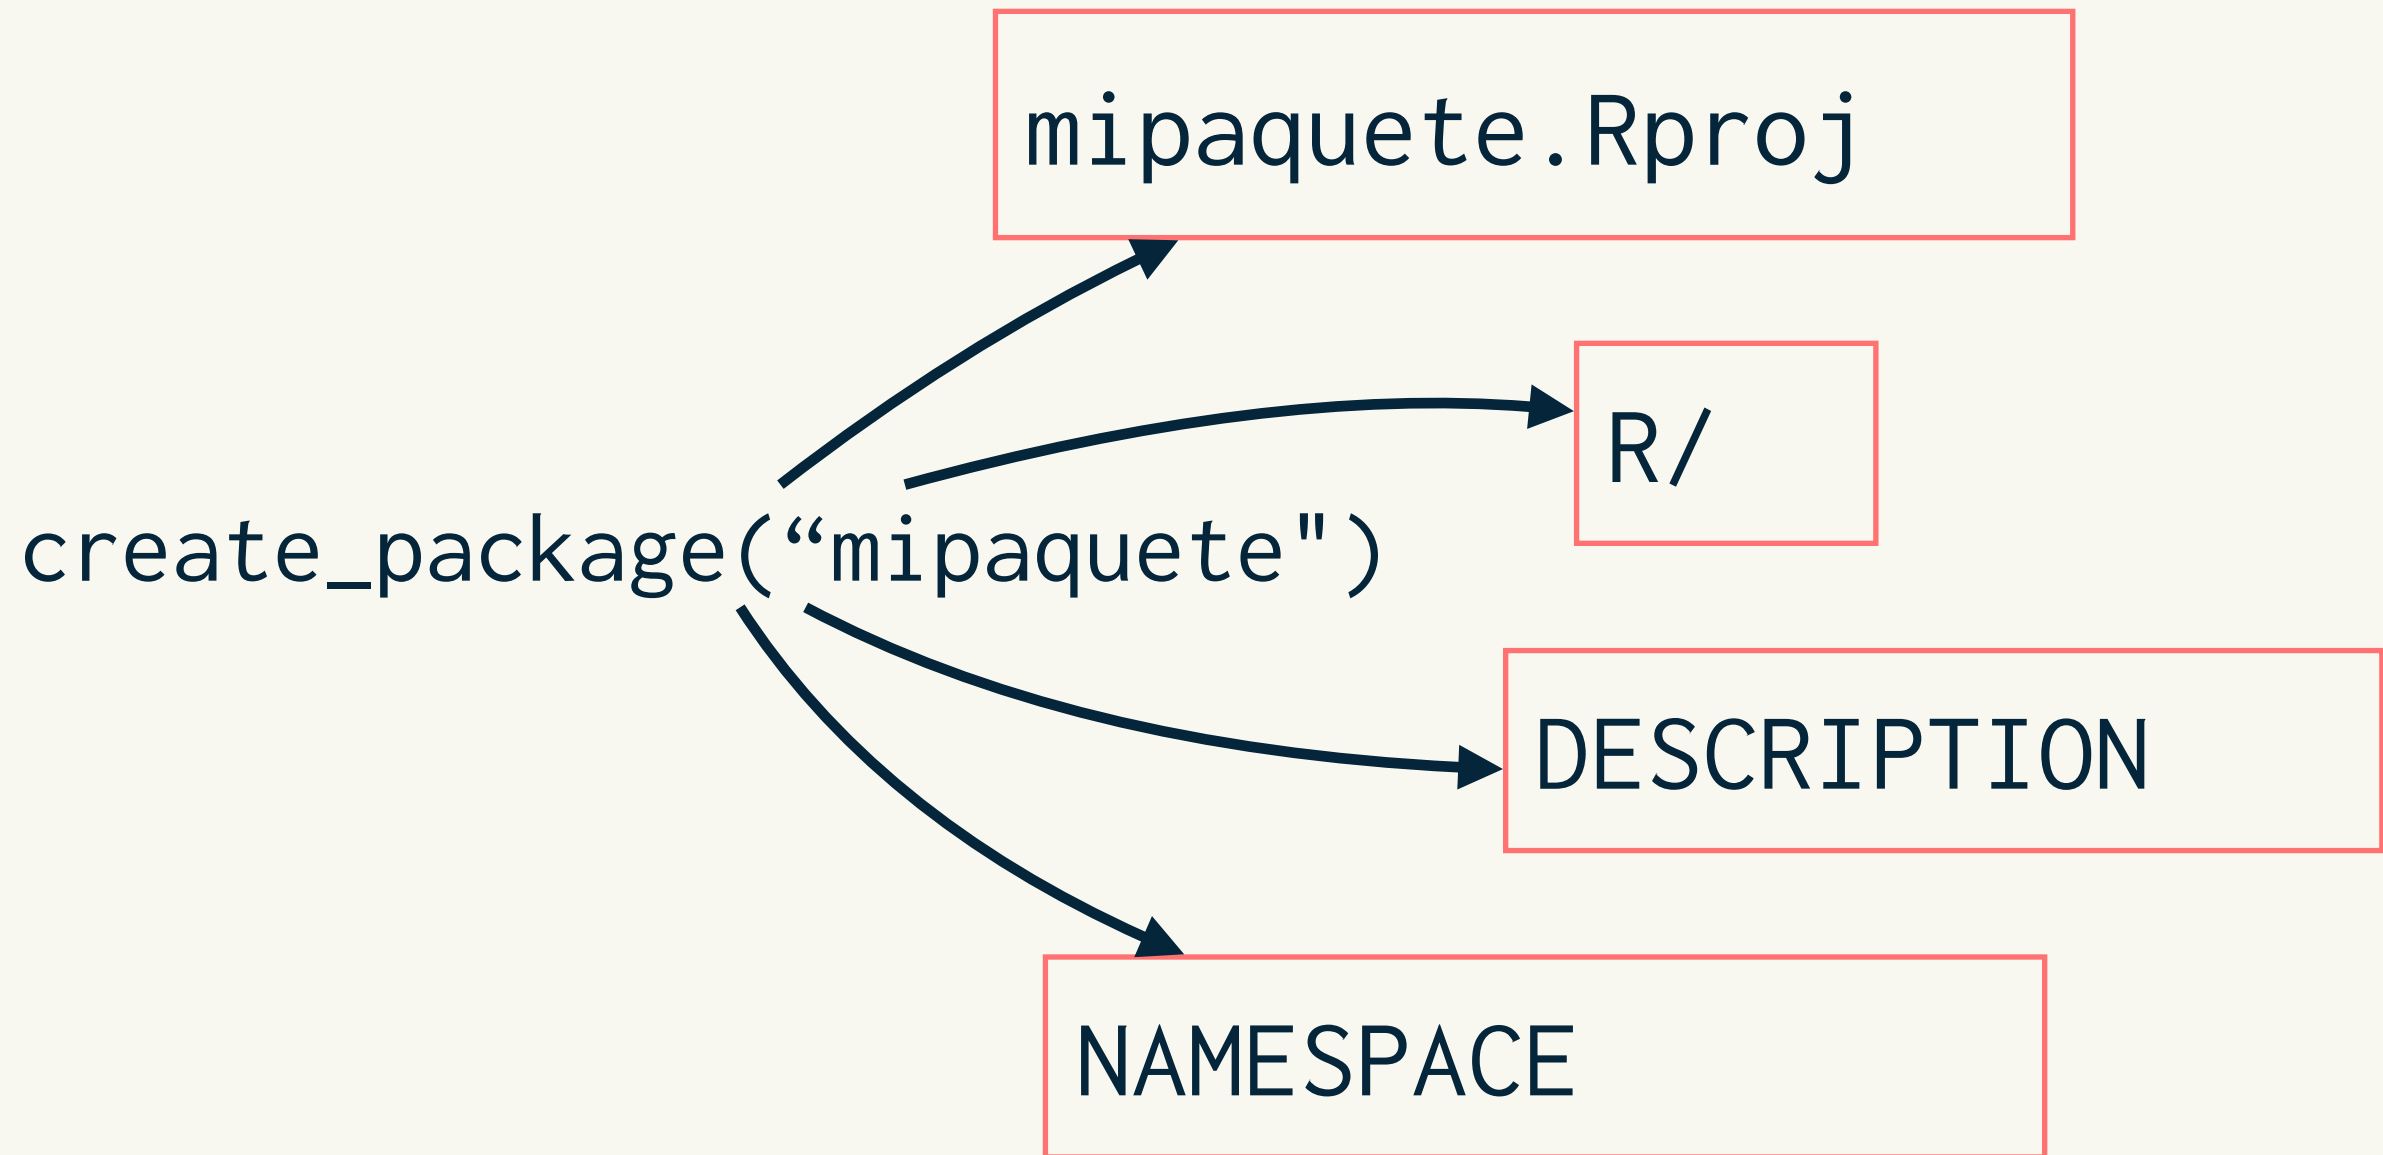 mipaquete.Rproj
R/
create_package(“mipaquete")
DESCRIPTION
NAMESPACE